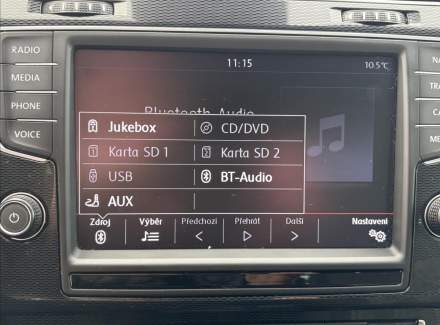 RADIO
MEDIA
PHONE
VOICE
11:15
10.5°C
Bluetooth-Audio
Jukebox
CD/DVD
Karta SD 1
Karta SD 2
USB
BT-Audio
AUX
Zdroj
Výběr
Předchozí
Přehrát
Další
Nastavení